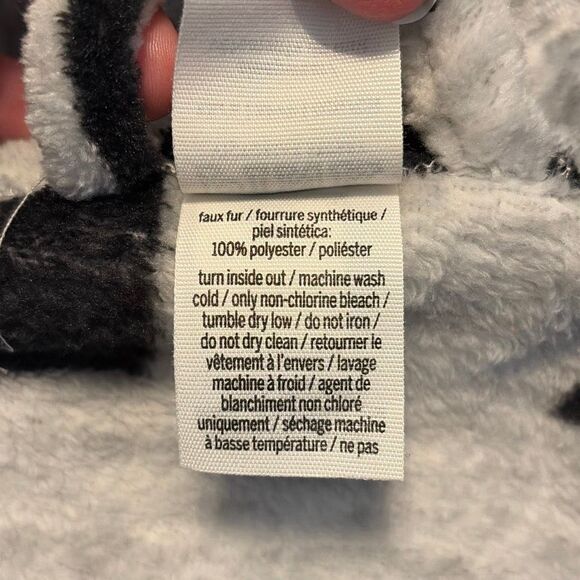 faux fur / fourrure synthétique /
piel sintética:
100% polyester / poliéster
turn inside out / machine wash
cold / only non-chlorine bleach /
tumble dry low / do not iron /
do not dry clean / retourner le
vêtement à l'envers / lavage
machine à froid / agent de
blanchiment non chloré
uniquement / séchage machine
à basse température / ne pas